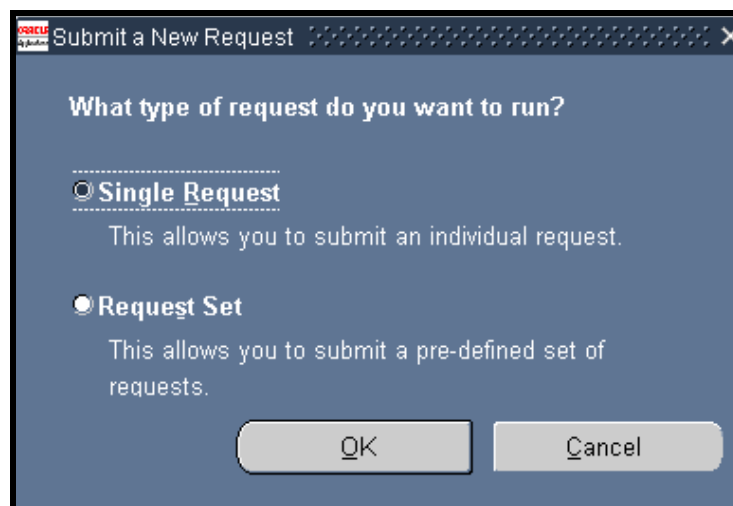 ORACLE
Submit a New Request
What type of request do you want to run?
Single Request
This allows you to submit an individual request.
Request Set
This allows you to submit a pre-defined set of
requests.
OK
Cancel